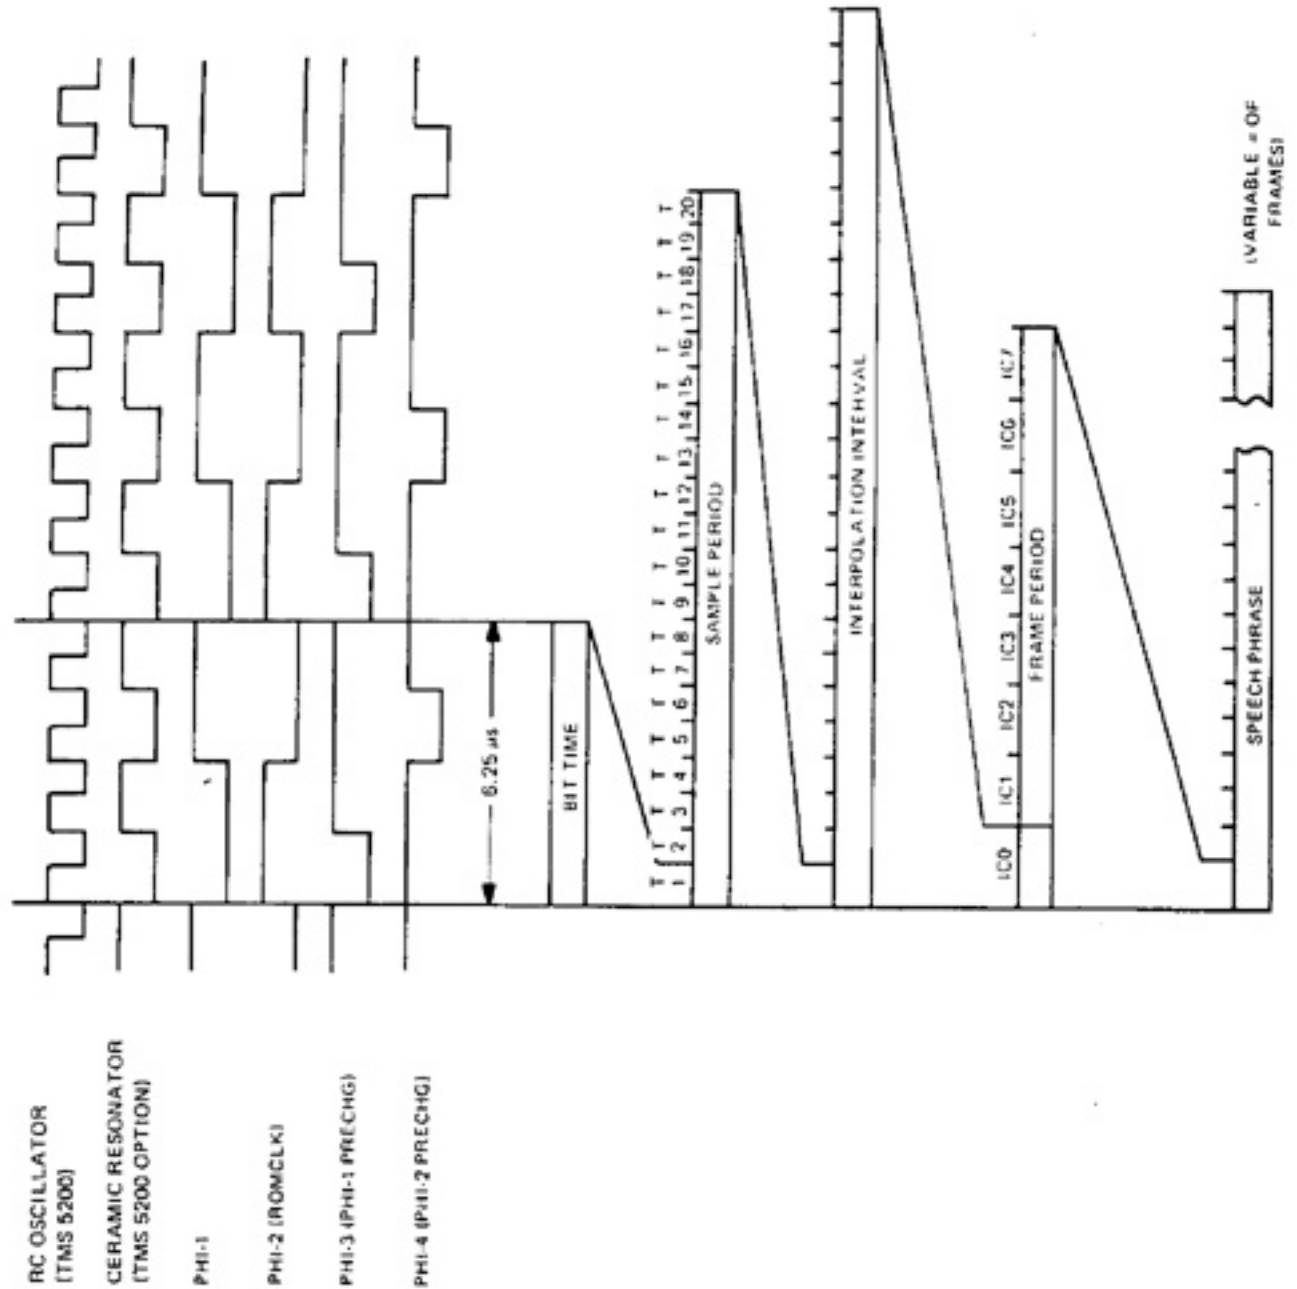 RC OSCILLATOR
(TMS 5200)
CERAMIC RESONATOR
(TMS 5200 OPTION)
PHI-1
PHI-2 (ROMCLK)
PHI-3 (PHI-1 PRECHG)
PHI-4 (PHI-2 PRECHG)
6.25 µs
BIT TIME
T T T T T T T T T T T T T T T T T T T T
1 2 3 4 5 6 7 8 9 10 11 12 13 14 15 16 17 18 19 20
SAMPLE PERIOD
INTERPOLATION INTERVAL
IC0 IC1 IC2 IC3 IC4 IC5 IC6 IC7
FRAME PERIOD
SPEECH PHRASE
(VARIABLE # OF
FRAMES)